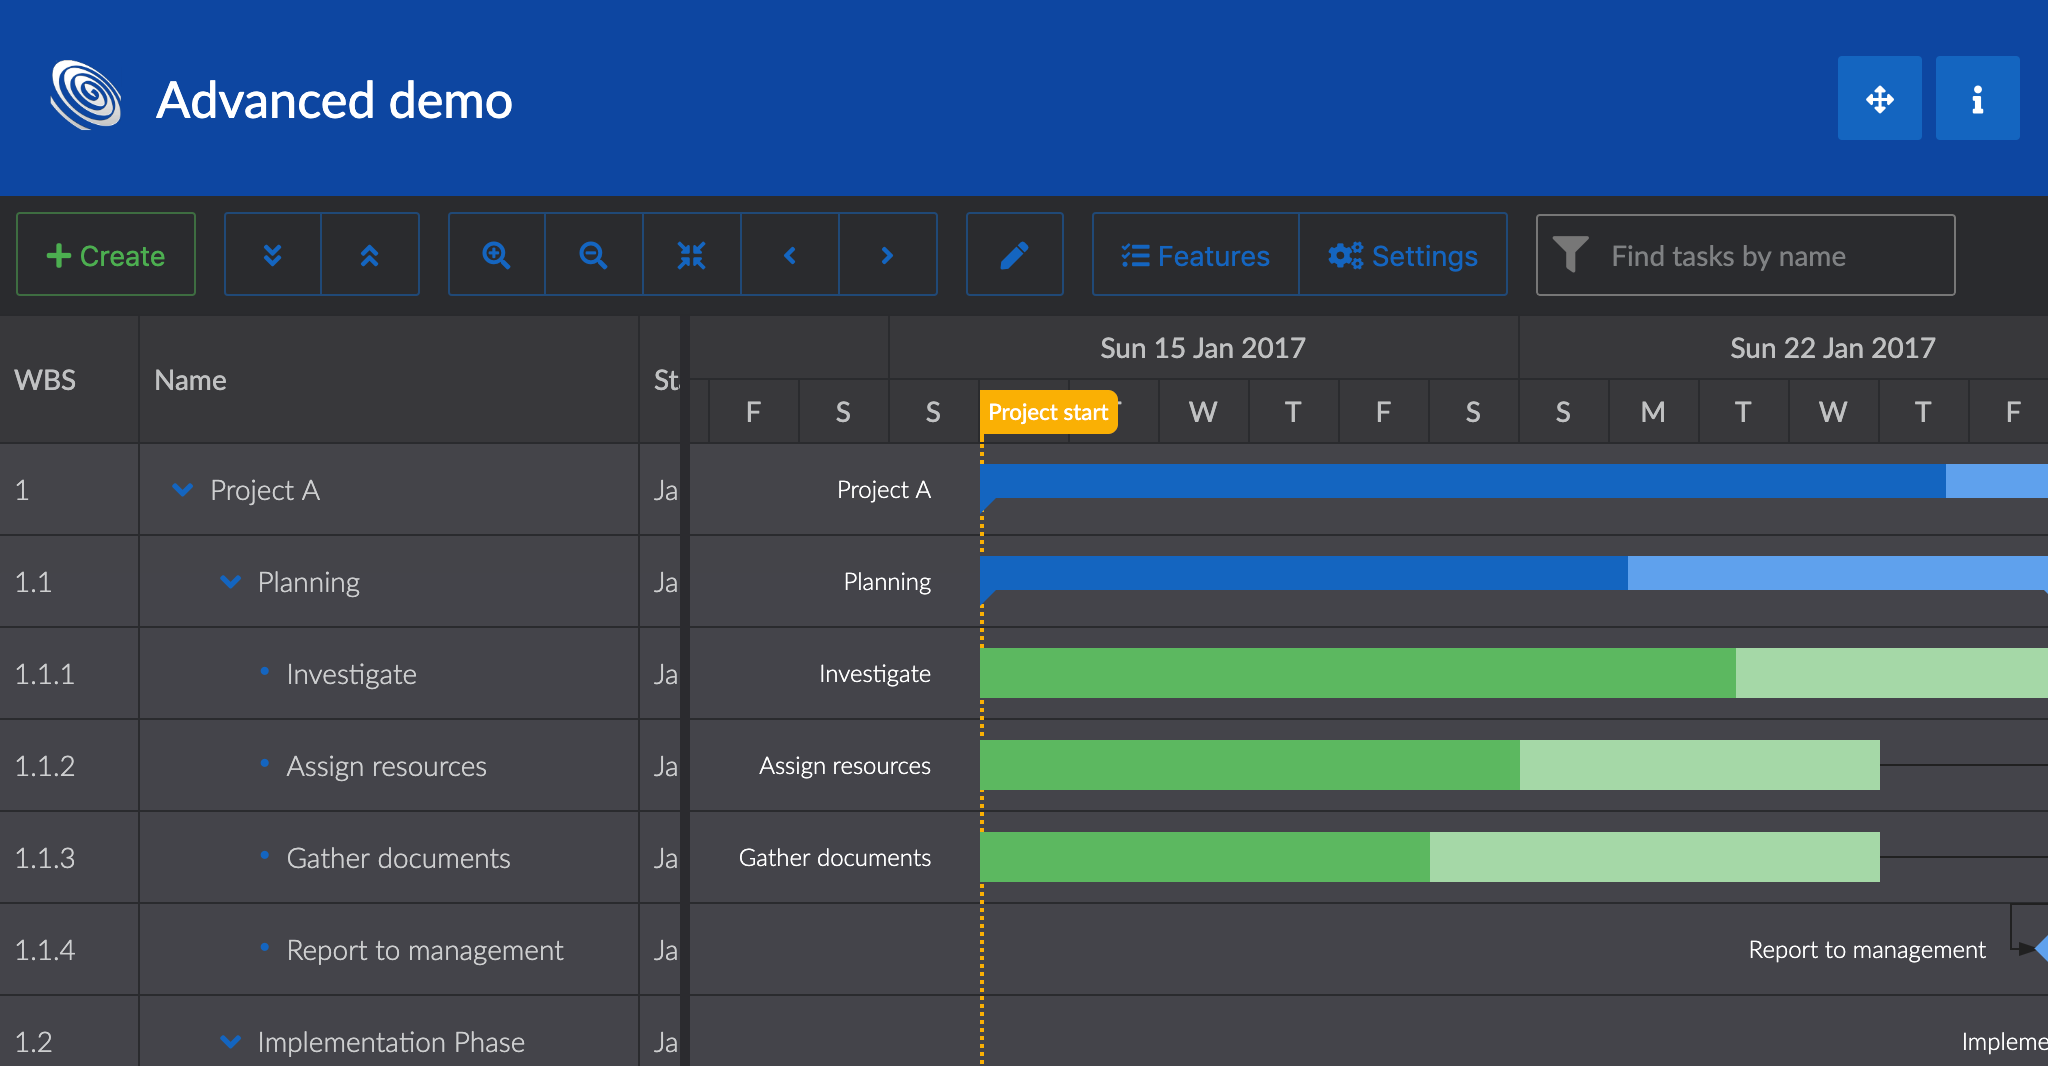 Advanced demo
Create
Features
Settings
Find tasks by name
WBS
Name
Sun 15 Jan 2017
Sun 22 Jan 2017
F S S Project start W T F S S M T W T F
1 Project A Ja Project A
1.1 Planning Ja Planning
1.1.1 Investigate Ja Investigate
1.1.2 Assign resources Ja Assign resources
1.1.3 Gather documents Ja Gather documents
1.1.4 Report to management Ja Report to management
1.2 Implementation Phase Ja Impleme